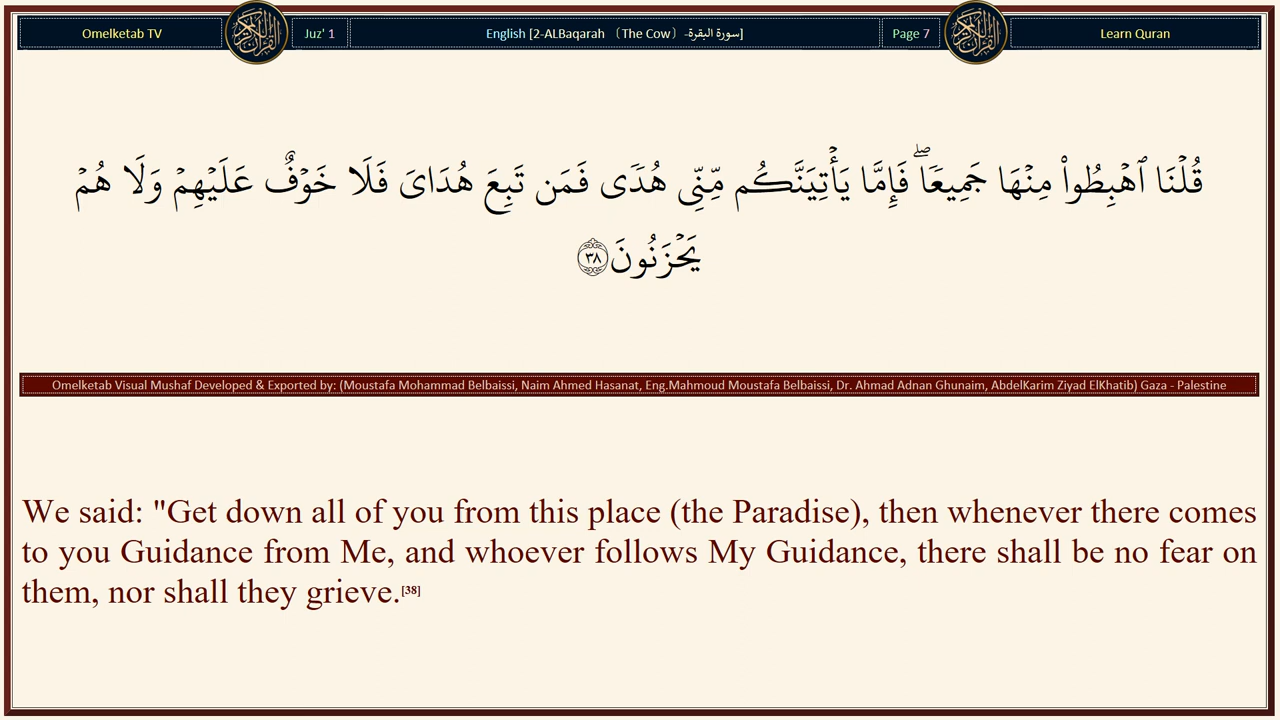 Omelketab TV
Juz' 1
English [2-ALBaqarah （The Cow） -سورة البقرة]
Page 7
Learn Quran
قُلۡنَا ٱهۡبِطُواْ مِنۡهَا جَمِيعٗاۖ فَإِمَّا يَأۡتِيَنَّكُم مِّنِّي هُدٗى فَمَن تَبِعَ هُدَايَ فَلَا خَوۡفٌ عَلَيۡهِمۡ وَلَا هُمۡ
يَحۡزَنُونَ ٣٨
Omelketab Visual Mushaf Developed & Exported by: (Moustafa Mohammad Belbaissi, Naim Ahmed Hasanat, Eng.Mahmoud Moustafa Belbaissi, Dr. Ahmad Adnan Ghunaim, AbdelKarim Ziyad ElKhatib) Gaza - Palestine
We said: "Get down all of you from this place (the Paradise), then whenever there comes
to you Guidance from Me, and whoever follows My Guidance, there shall be no fear on
them, nor shall they grieve.[38]